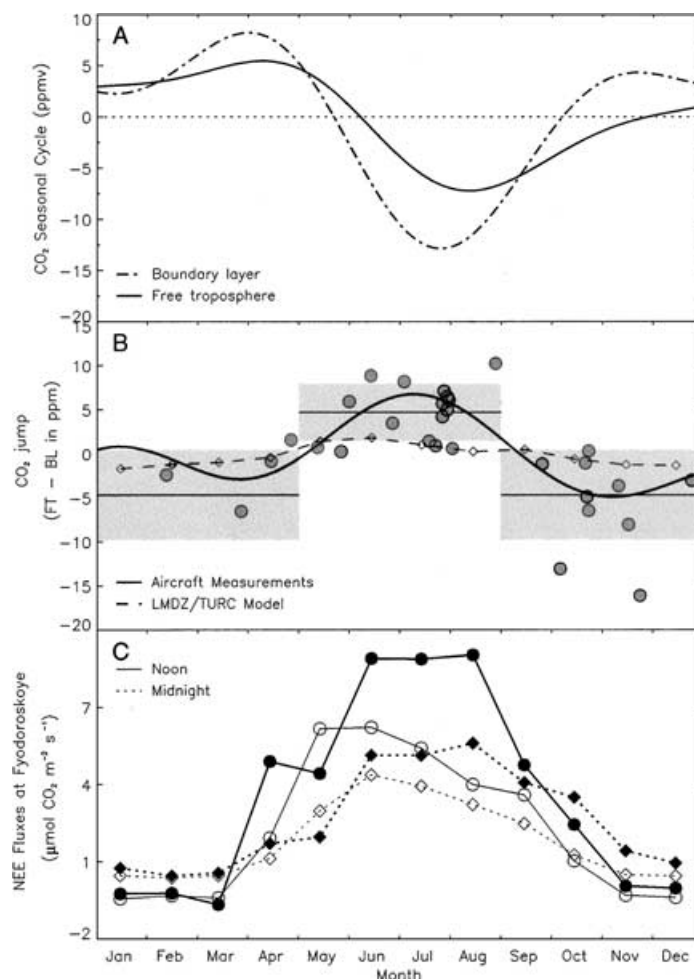 A
CO₂ Seasonal Cycle (ppmv)
10
5
0
−5
−10
−15
−20
Boundary layer
Free troposphere
B
CO₂ jump
(FT − BL in ppm)
15
10
5
0
−5
−10
−15
−20
Aircraft Measurements
LMDZ/TURC Model
C
NEE Fluxes at Fyodoroskoye
(μmol CO₂ m⁻² s⁻¹)
7
4
1
−2
Noon
Midnight
Jan Feb Mar Apr May Jun Jul Aug Sep Oct Nov Dec
Month